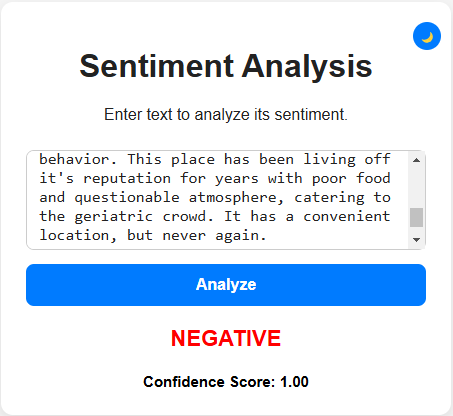 Sentiment Analysis
Enter text to analyze its sentiment.
behavior. This place has been living off
it's reputation for years with poor food
and questionable atmosphere, catering to
the geriatric crowd. It has a convenient
location, but never again.
Analyze
NEGATIVE
Confidence Score: 1.00